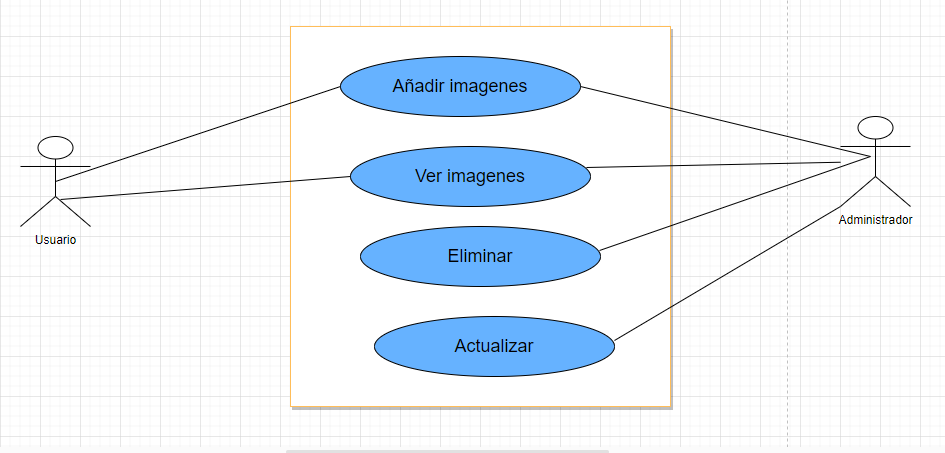 Añadir imagenes
Ver imagenes
Eliminar
Actualizar
Usuario
Administrador